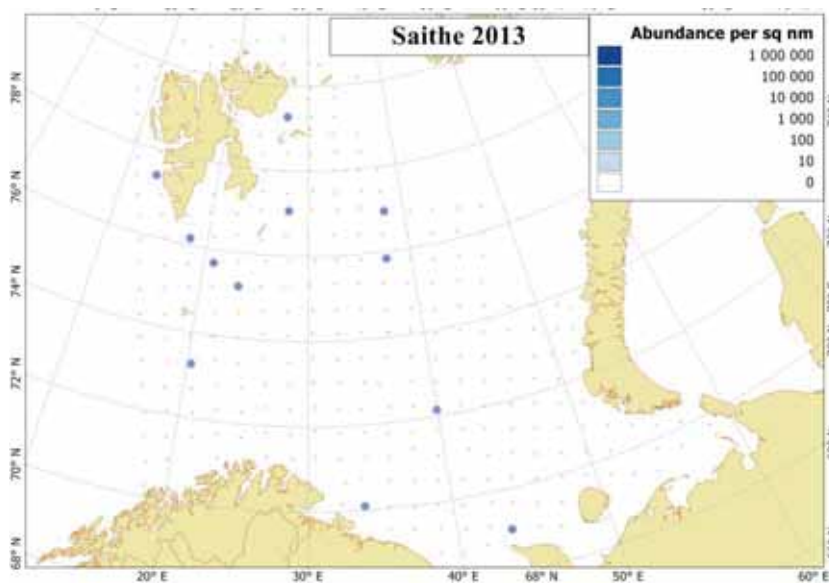 Saithe 2013
Abundance per sq nm
1 000 000
100 000
10 000
1 000
100
10
0
78° N
76° N
74° N
72° N
70° N
68° N
20° E
30° E
40° E
68° N
50° E
60° E